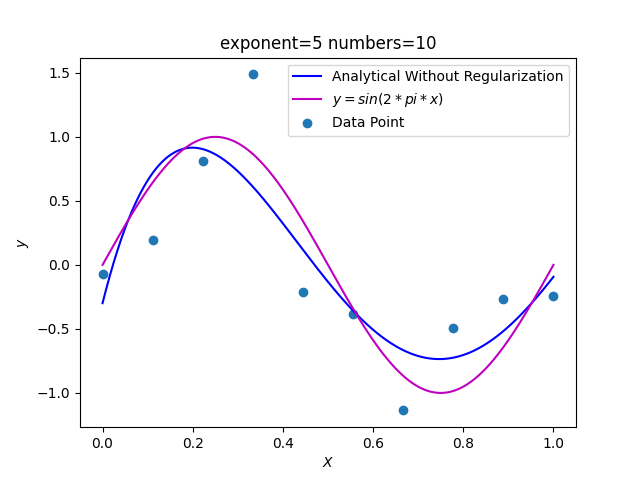 exponent=5 numbers=10
Analytical Without Regularization
y = sin(2 * pi * x)
Data Point
1.5
1.0
0.5
0.0
−0.5
−1.0
y
0.0 0.2 0.4 0.6 0.8 1.0
X